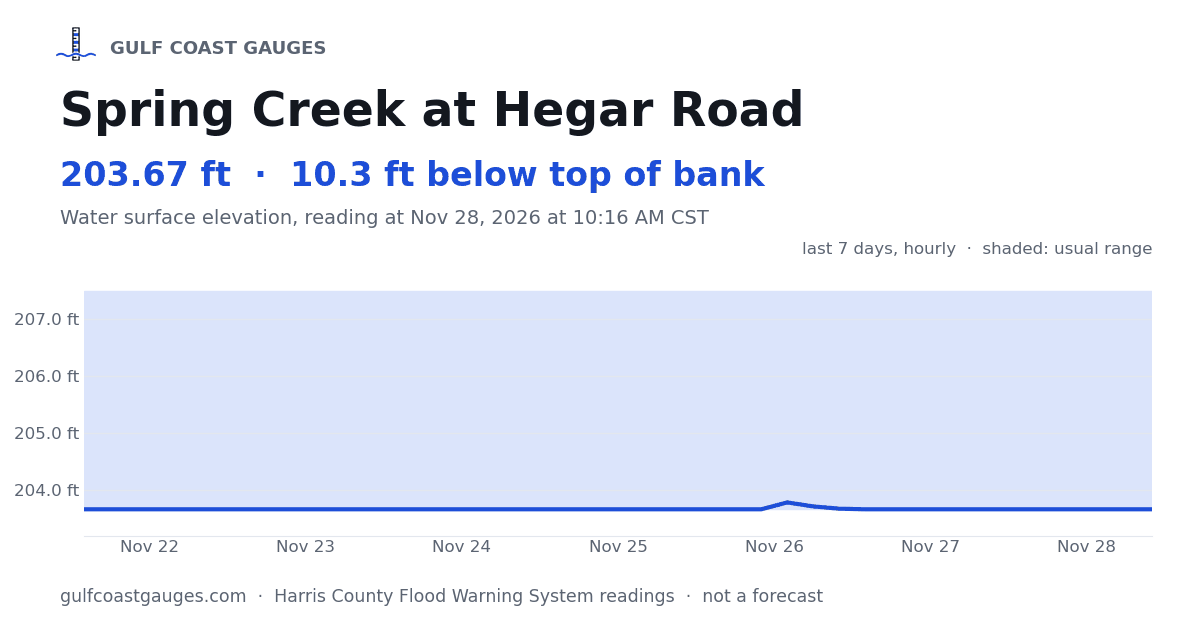 GULF COAST GAUGES
Spring Creek at Hegar Road
203.67 ft · 10.3 ft below top of bank
Water surface elevation, reading at Nov 28, 2026 at 10:16 AM CST
last 7 days, hourly · shaded: usual range
207.0 ft
206.0 ft
205.0 ft
204.0 ft
Nov 22 Nov 23 Nov 24 Nov 25 Nov 26 Nov 27 Nov 28
gulfcoastgauges.com · Harris County Flood Warning System readings · not a forecast